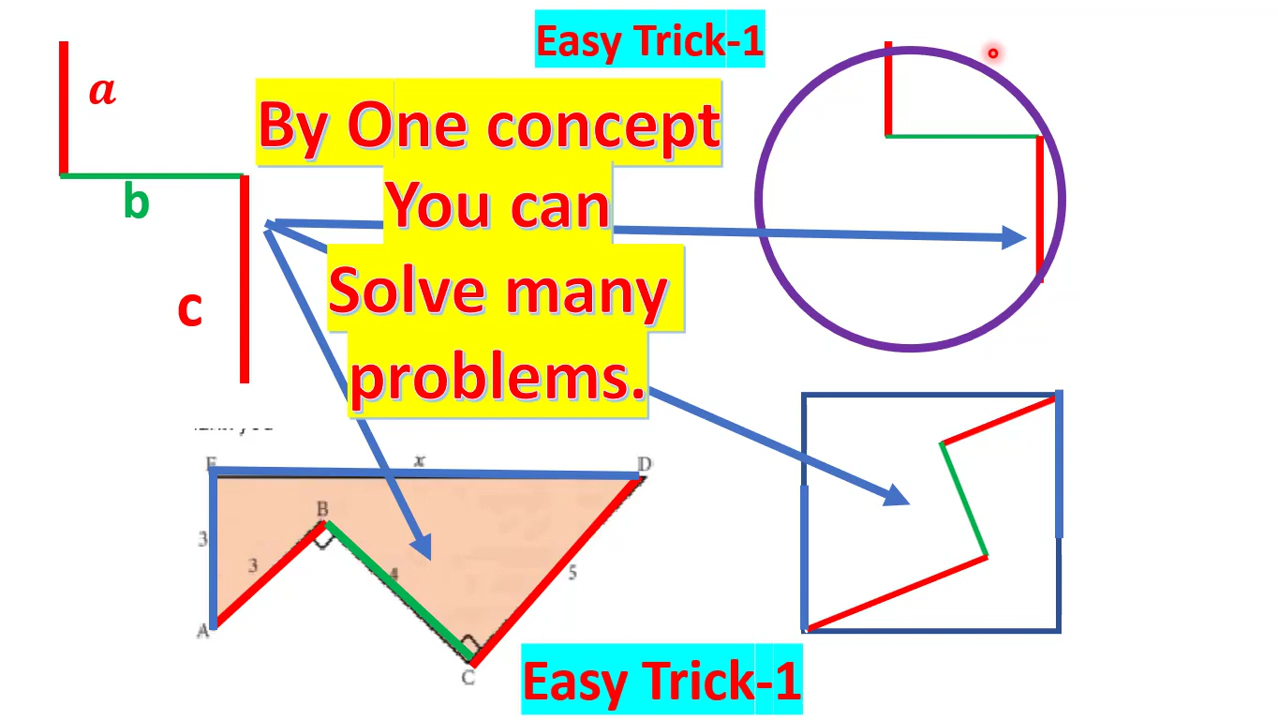 Easy Trick-1
a
By One concept
You can
b
Solve many
c
problems.
x
D
B
3
3
4
5
A
C
Easy Trick-1